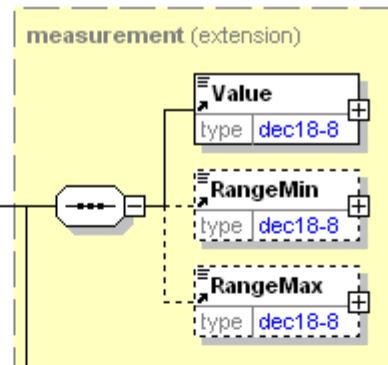 measurement (extension)
Value
type dec18-8
RangeMin
type dec18-8
RangeMax
type dec18-8